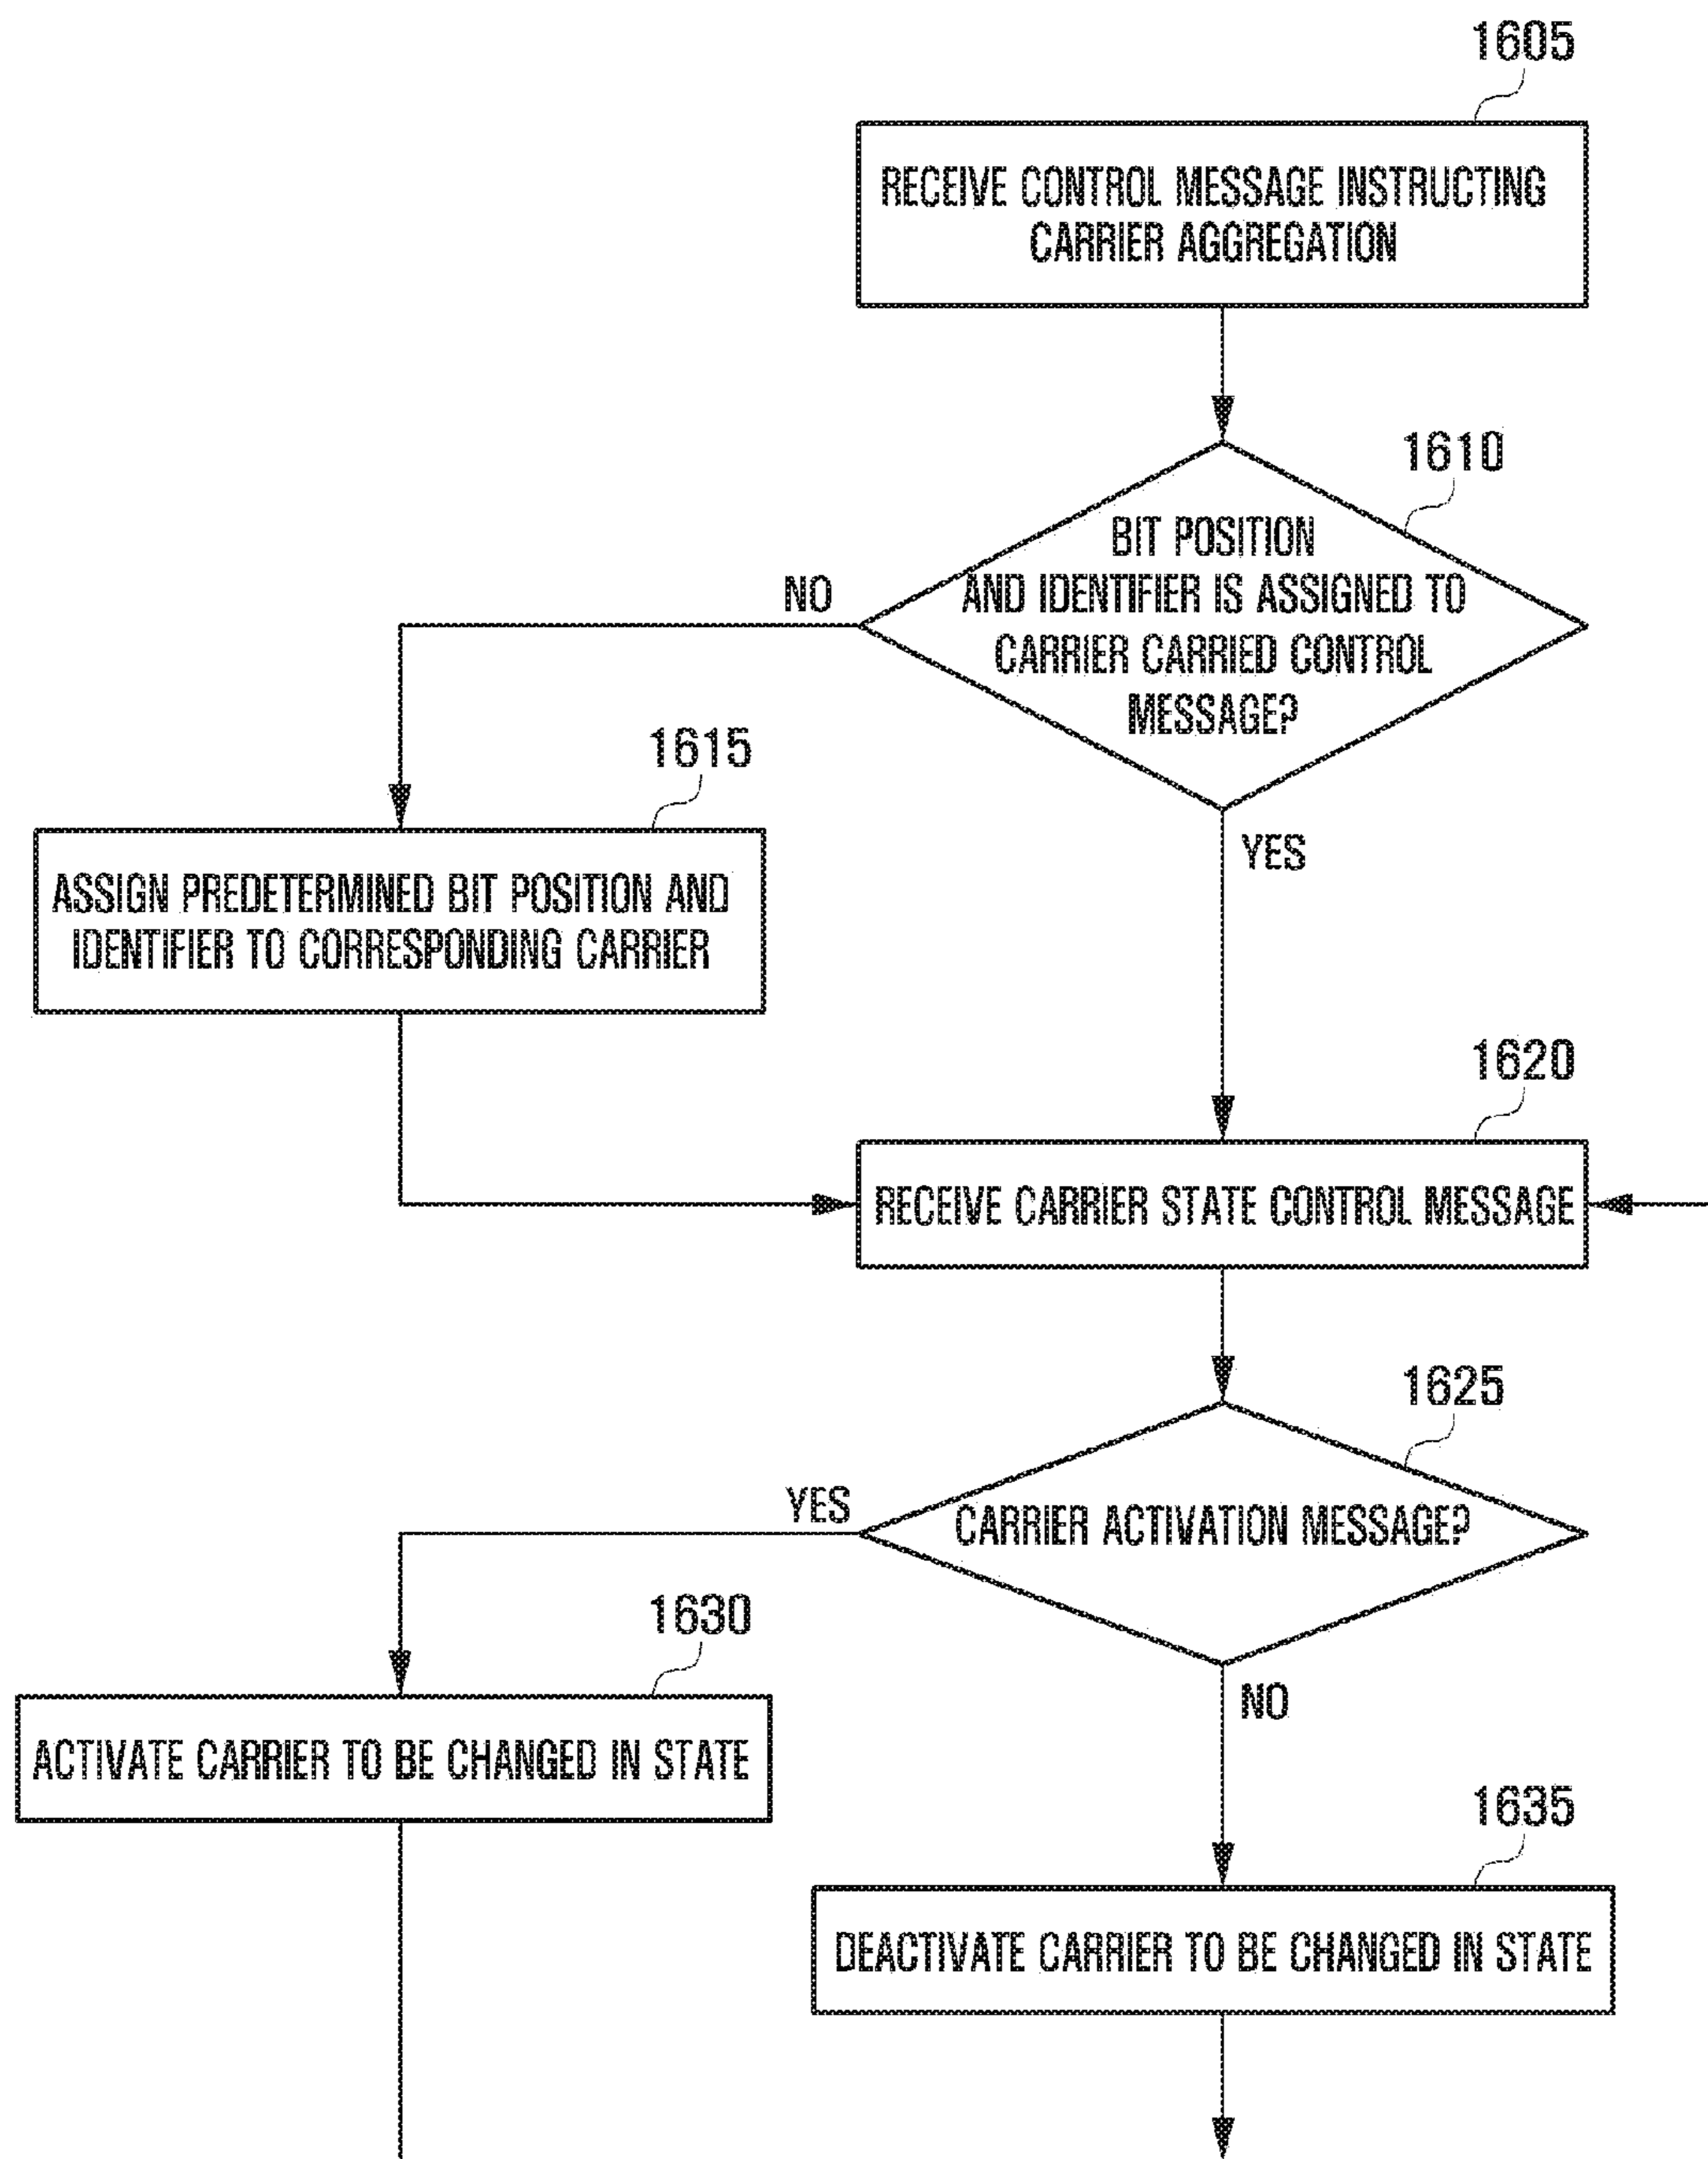 1605
RECEIVE CONTROL MESSAGE INSTRUCTING
CARRIER AGGREGATION
1610
BIT POSITION
AND IDENTIFIER IS ASSIGNED TO
CARRIER CARRIED CONTROL
MESSAGE?
NO
YES
1615
ASSIGN PREDETERMINED BIT POSITION AND
IDENTIFIER TO CORRESPONDING CARRIER
1620
RECEIVE CARRIER STATE CONTROL MESSAGE
1625
CARRIER ACTIVATION MESSAGE?
YES
NO
1630
ACTIVATE CARRIER TO BE CHANGED IN STATE
1635
DEACTIVATE CARRIER TO BE CHANGED IN STATE